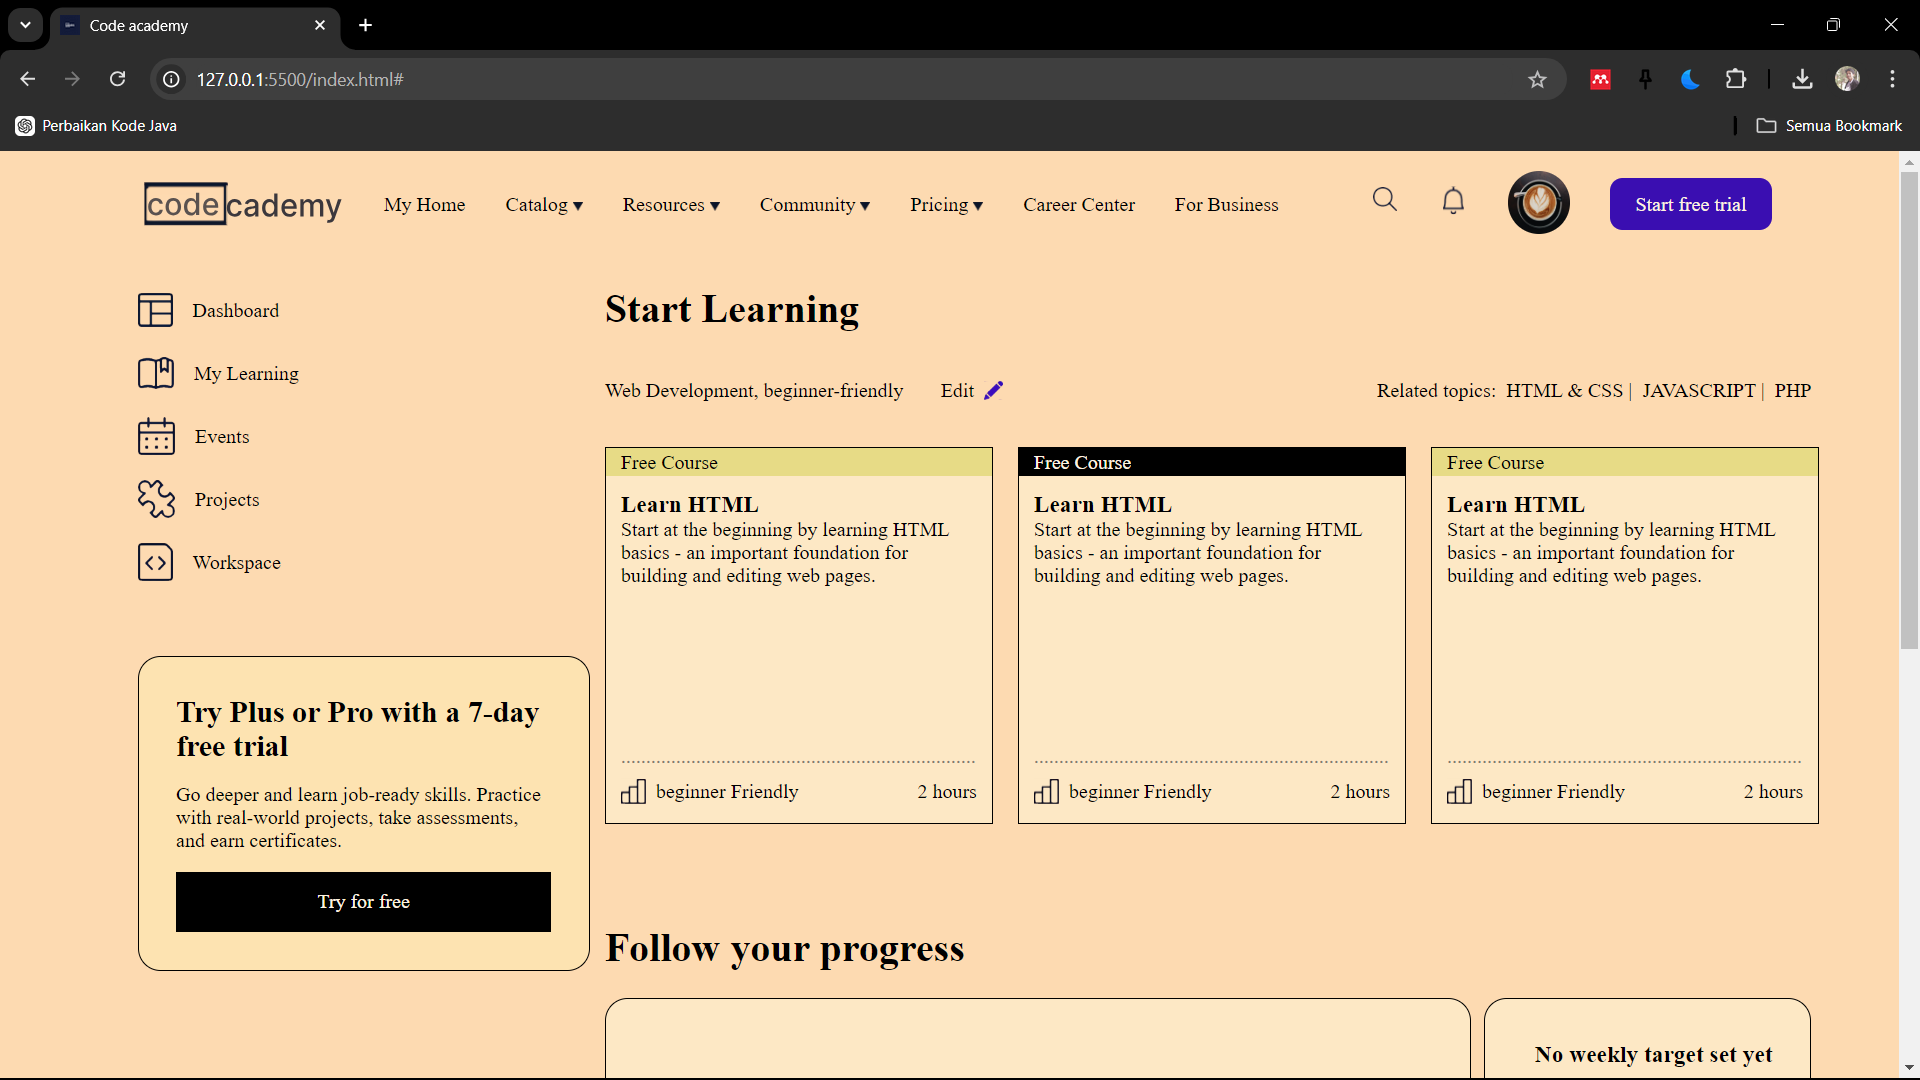 Code academy
127.0.0.1:5500/index.html#
Perbaikan Kode Java
Semua Bookmark
codecademy
My Home
Catalog ▾
Resources ▾
Community ▾
Pricing ▾
Career Center
For Business
Start free trial
Dashboard
My Learning
Events
Projects
Workspace
Try Plus or Pro with a 7-day
free trial
Go deeper and learn job-ready skills. Practice
with real-world projects, take assessments,
and earn certificates.
Try for free
Start Learning
Web Development, beginner-friendly
Edit
Related topics: HTML & CSS | JAVASCRIPT | PHP
Free Course
Learn HTML
Start at the beginning by learning HTML
basics - an important foundation for
building and editing web pages.
beginner Friendly
2 hours
Free Course
Learn HTML
Start at the beginning by learning HTML
basics - an important foundation for
building and editing web pages.
beginner Friendly
2 hours
Free Course
Learn HTML
Start at the beginning by learning HTML
basics - an important foundation for
building and editing web pages.
beginner Friendly
2 hours
Follow your progress
No weekly target set yet